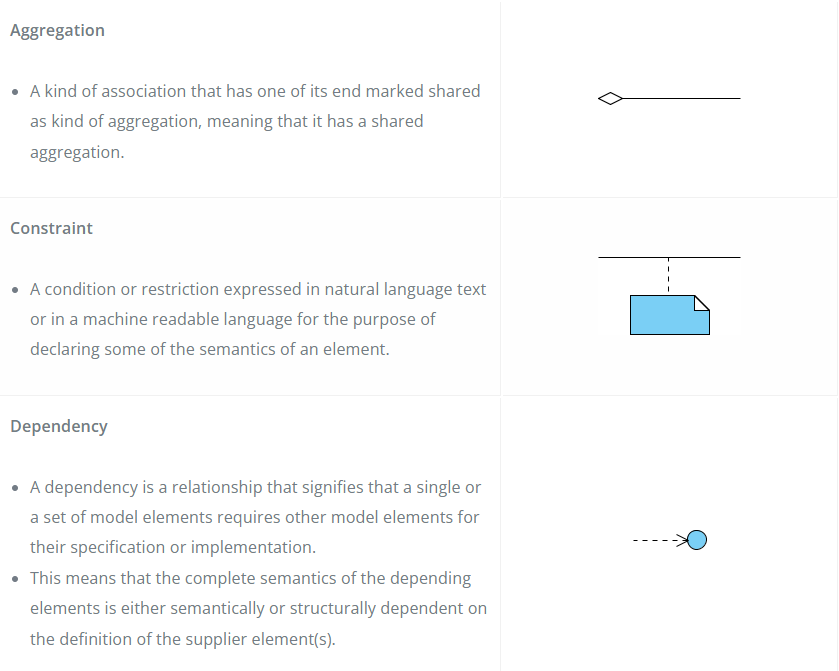 Aggregation
• A kind of association that has one of its end marked shared
as kind of aggregation, meaning that it has a shared
aggregation.
Constraint
• A condition or restriction expressed in natural language text
or in a machine readable language for the purpose of
declaring some of the semantics of an element.
Dependency
• A dependency is a relationship that signifies that a single or
a set of model elements requires other model elements for
their specification or implementation.
• This means that the complete semantics of the depending
elements is either semantically or structurally dependent on
the definition of the supplier element(s).